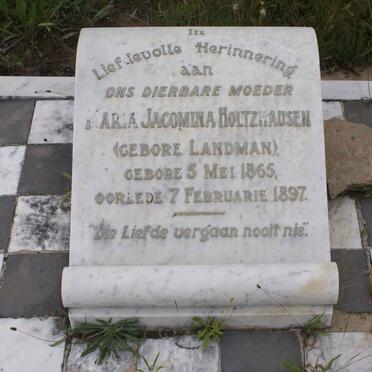 In
Liefdevolle Herinnering
aan
ONS DIERBARE MOEDER
MARIA JACOMINA HOLTZHAUSEN
(GEBORE LANDMAN)
GEBORE 5 MEI 1865,
OORLEDE 7 FEBRUARIE 1897.
"Die Liefde vergaan nooit nie".